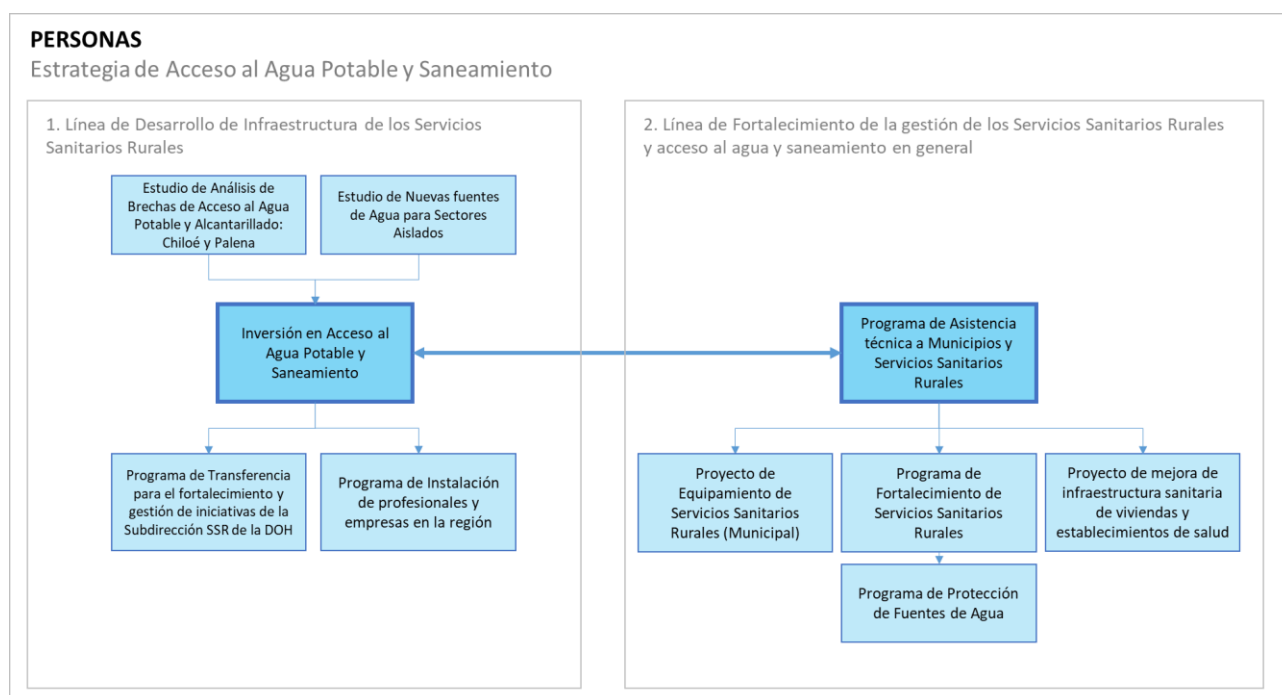 PERSONAS
Estrategia de Acceso al Agua Potable y Saneamiento
1. Línea de Desarrollo de Infraestructura de los Servicios
Sanitarios Rurales
Estudio de Análisis de
Brechas de Acceso al Agua
Potable y Alcantarillado:
Chiloé y Palena
Estudio de Nuevas fuentes
de Agua para Sectores
Aislados
Inversión en Acceso al
Agua Potable y
Saneamiento
Programa de Transferencia
para el fortalecimiento y
gestión de iniciativas de la
Subdirección SSR de la DOH
Programa de Instalación
de profesionales y
empresas en la región
2. Línea de Fortalecimiento de la gestión de los Servicios Sanitarios Rurales
y acceso al agua y saneamiento en general
Programa de Asistencia
técnica a Municipios y
Servicios Sanitarios
Rurales
Proyecto de
Equipamiento de
Servicios Sanitarios
Rurales (Municipal)
Programa de
Fortalecimiento de
Servicios Sanitarios
Rurales
Proyecto de mejora de
infraestructura sanitaria
de viviendas y
establecimientos de salud
Programa de Protección
de Fuentes de Agua